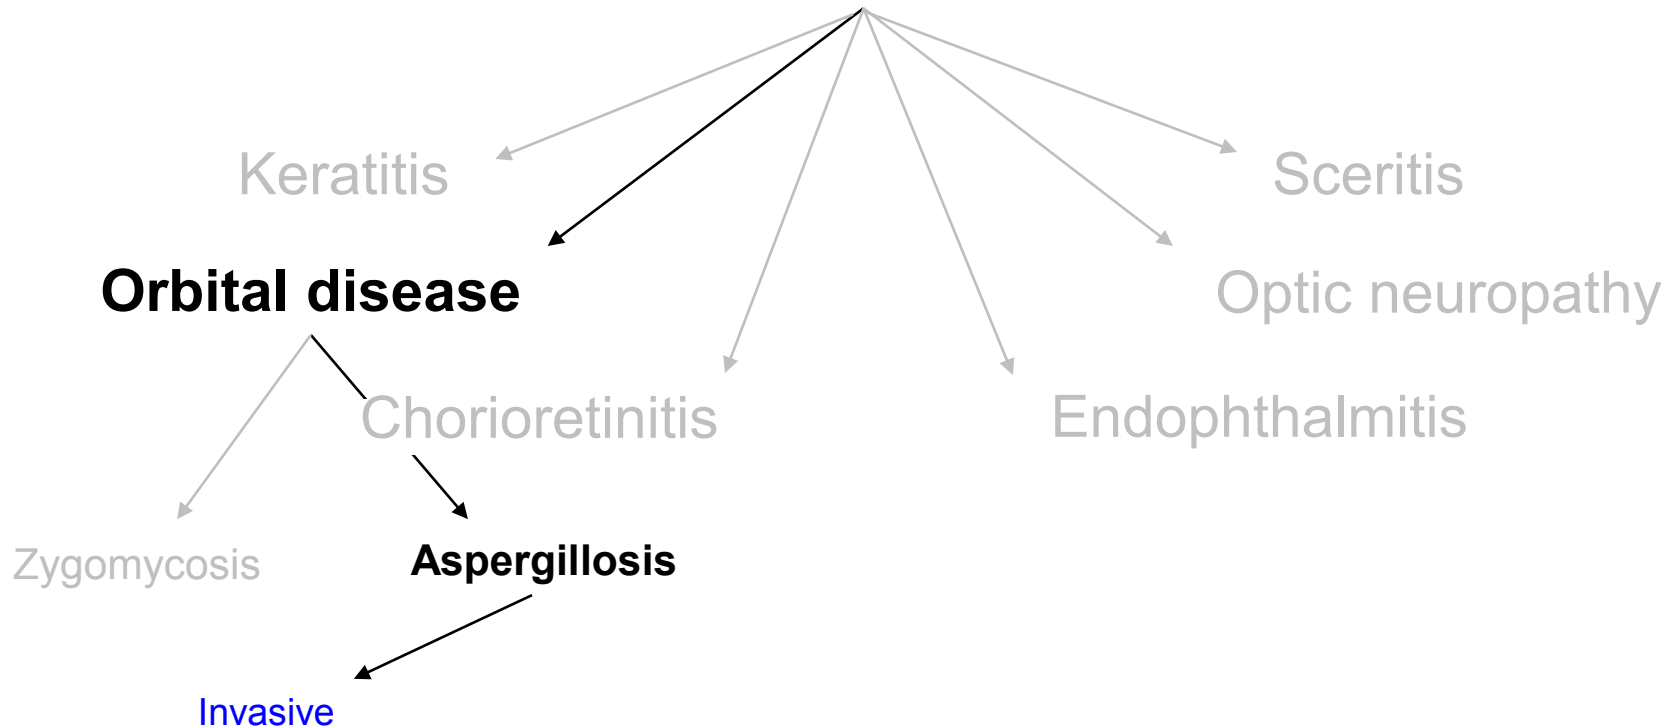 Keratitis
Sceritis
Orbital disease
Optic neuropathy
Chorioretinitis
Endophthalmitis
Zygomycosis
Aspergillosis
Invasive